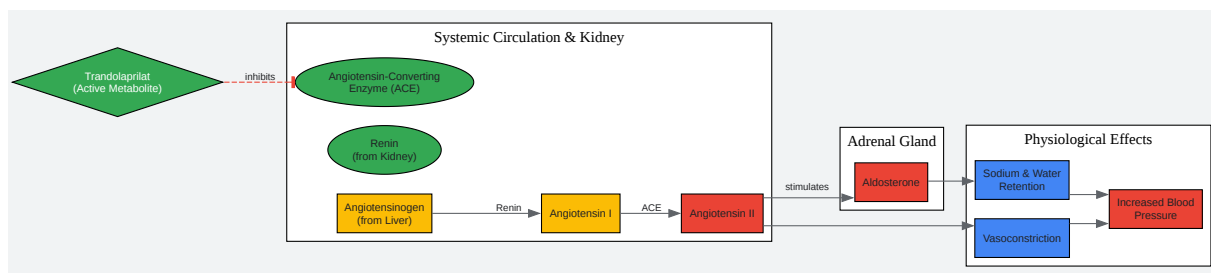 Systemic Circulation & Kidney
Trandolaprilat
(Active Metabolite)
inhibits
Angiotensin-Converting
Enzyme (ACE)
Renin
(from Kidney)
Angiotensinogen
(from Liver)
Renin
Angiotensin I
ACE
Angiotensin II
stimulates
Adrenal Gland
Aldosterone
Physiological Effects
Sodium & Water
Retention
Vasoconstriction
Increased Blood
Pressure